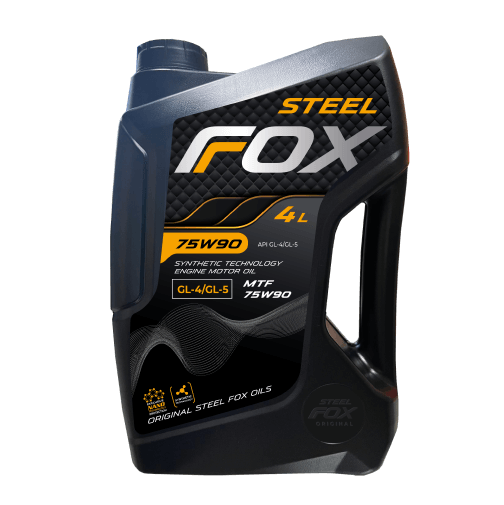 STEEL
FOX
4 L
75W90
API GL-4/GL-5
SYNTHETIC TECHNOLOGY
ENGINE MOTOR OIL
GL-4/GL-5
MTF
75W90
NANO
ORIGINAL STEEL FOX OILS
STEEL
FOX
ORIGINAL